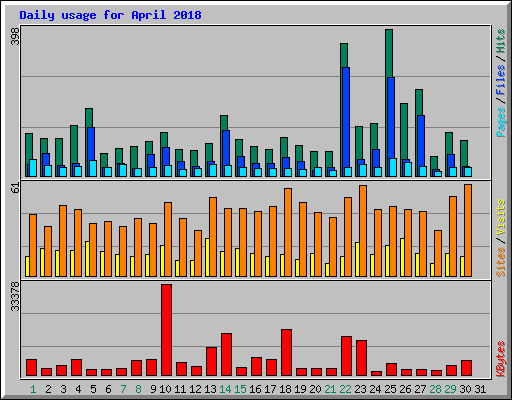 Daily usage for April 2018
398
Pages / Files / Hits
61
Sites / Visits
33378
KBytes
1 2 3 4 5 6 7 8 9 10 11 12 13 14 15 16 17 18 19 20 21 22 23 24 25 26 27 28 29 30 31